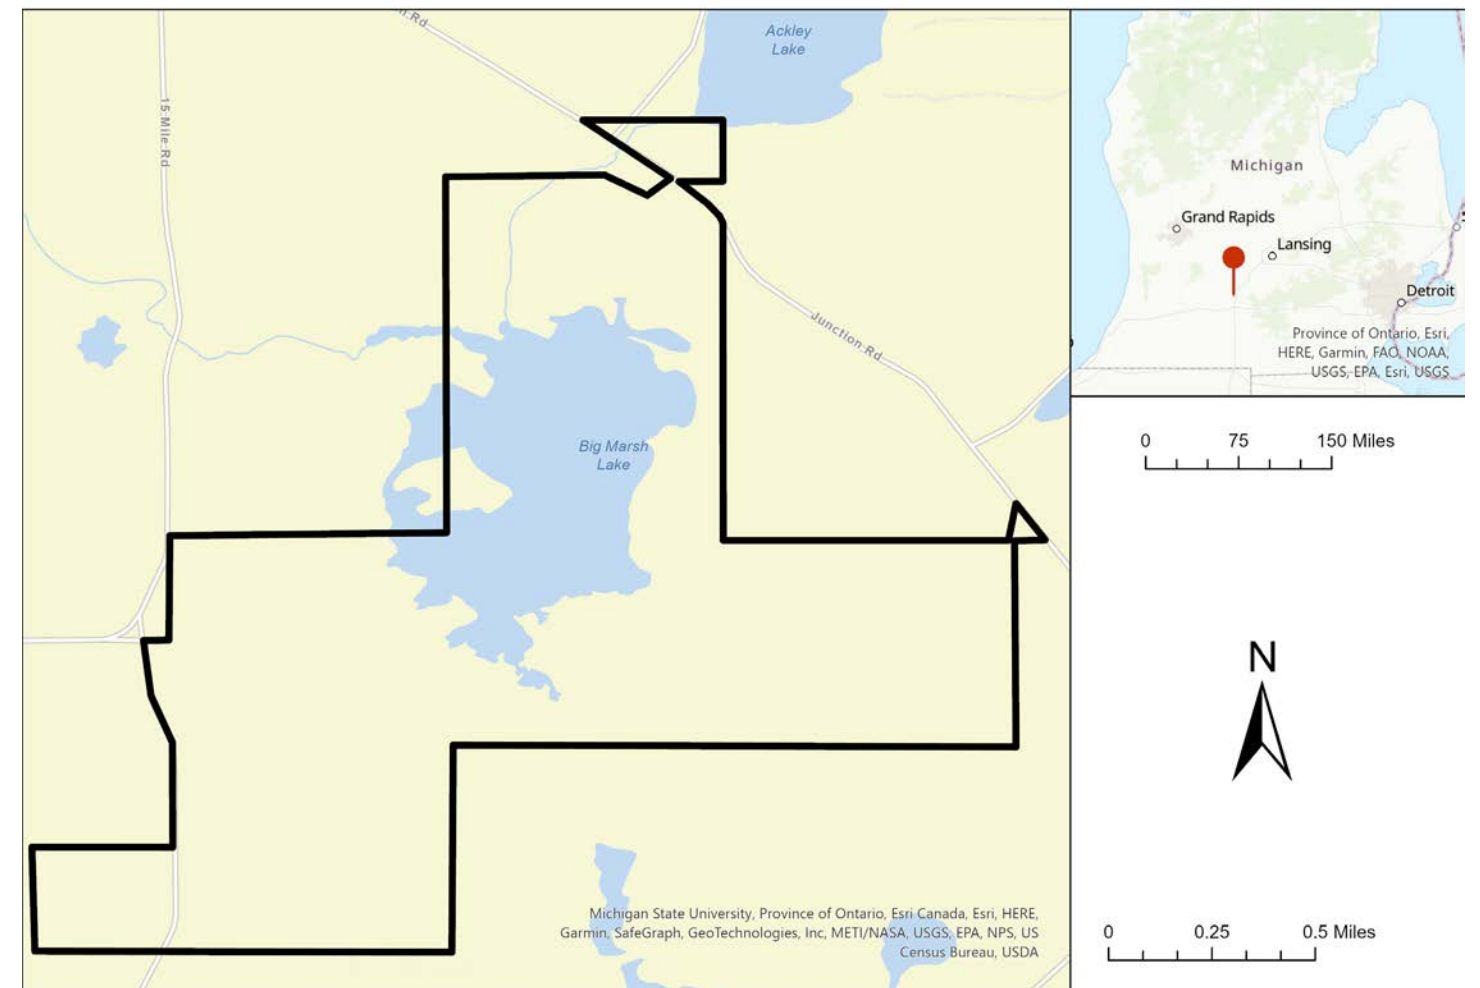 Rd
Ackley
Lake
15 Mile Rd
Junction Rd
Big Marsh
Lake
Michigan State University, Province of Ontario, Esri Canada, Esri, HERE,
Garmin, SafeGraph, GeoTechnologies, Inc, METI/NASA, USGS, EPA, NPS, US
Census Bureau, USDA
Michigan
Grand Rapids
Lansing
Detroit
Province of Ontario, Esri,
HERE, Garmin, FAO, NOAA,
USGS, EPA, Esri, USGS
0 75 150 Miles
N
0 0.25 0.5 Miles